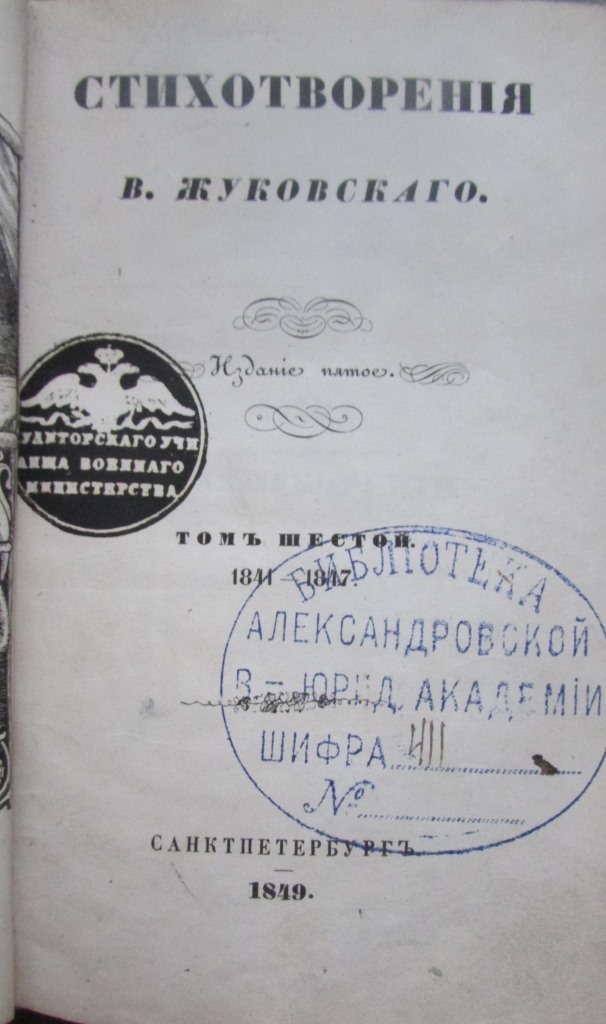 СТИХОТВОРЕНІЯ
В. ЖУКОВСКАГО.
Изданіе пятое.
УДИТОРСКАГО УЧИ
ЛИЩА ВОЕННАГО
МИНИСТЕРСТВА
ТОМЪ ШЕСТОЙ.
1841 – 1847
БИБЛІОТЕКА
АЛЕКСАНДРОВСКОЙ
В – ЮРИД. АКАДЕМІИ
ШИФРА
№
САНКТПЕТЕРБУРГЪ.
1849.